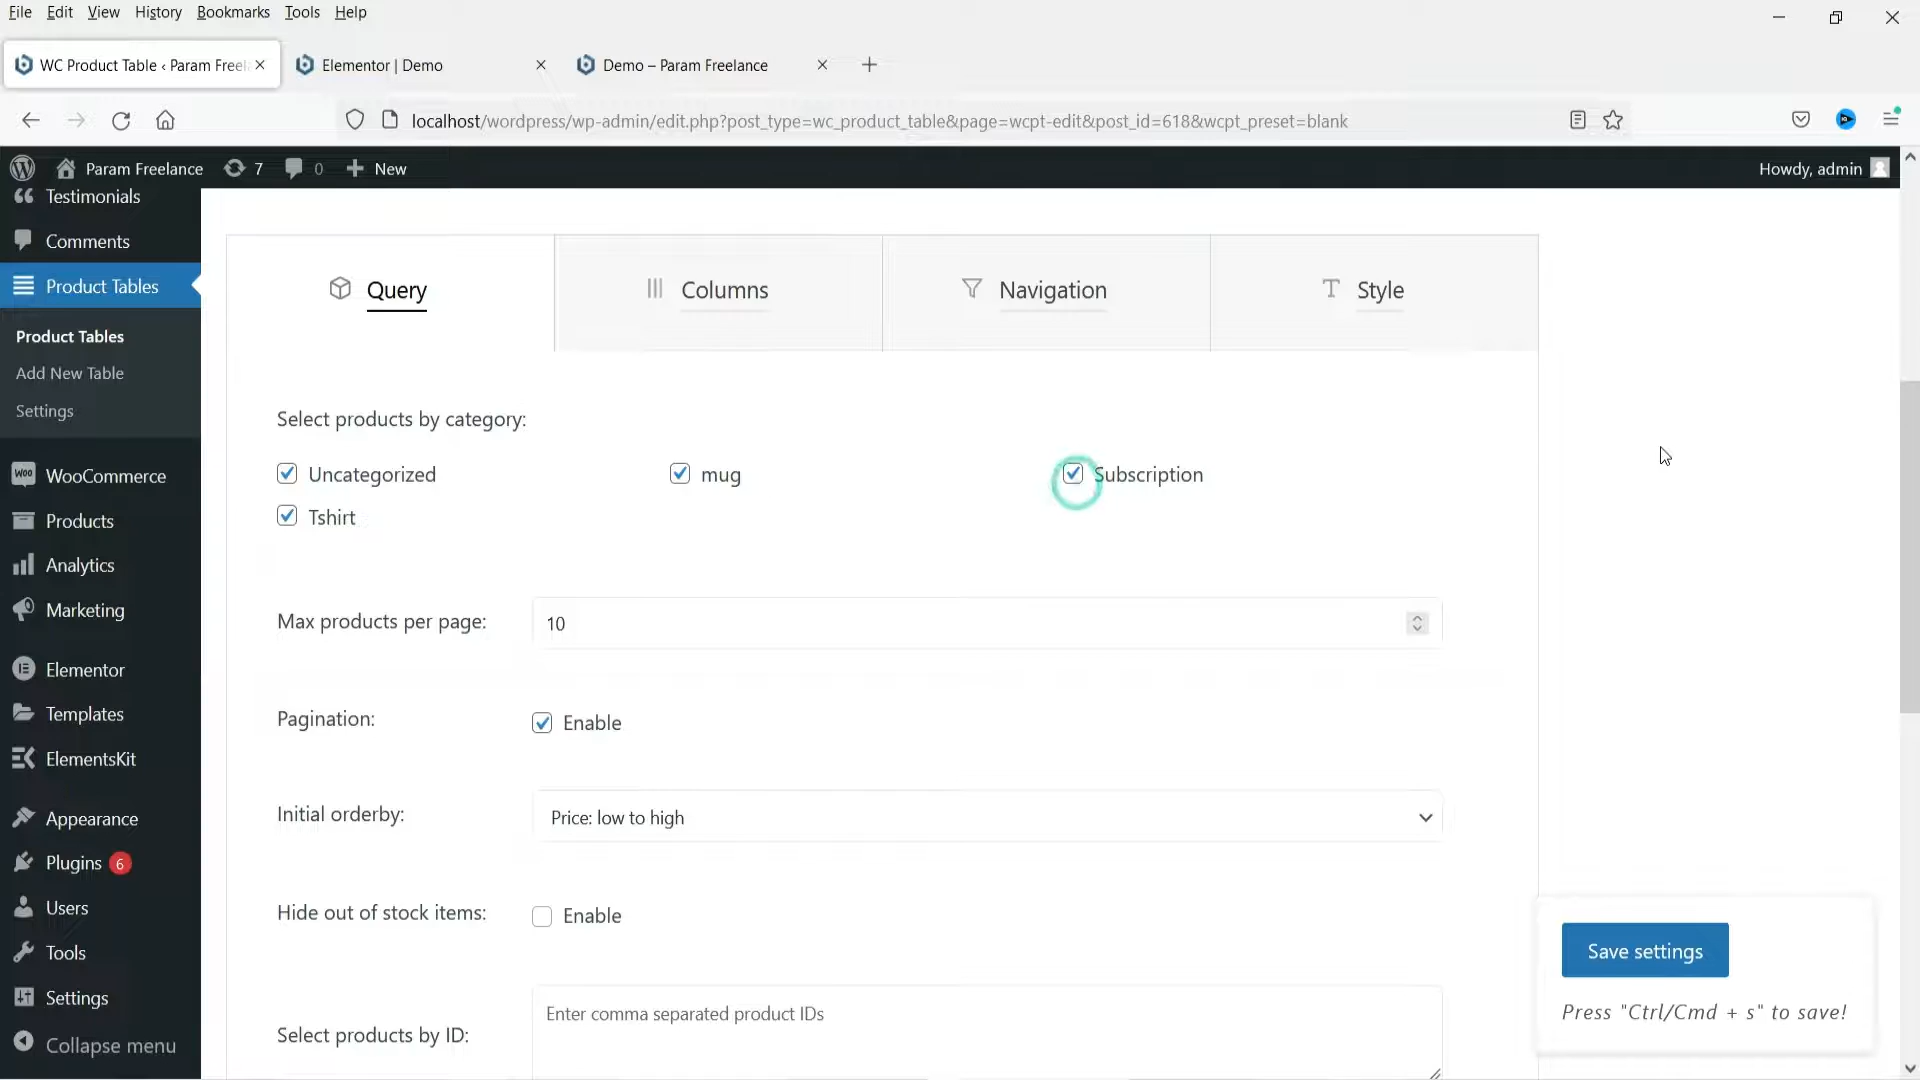 File Edit View History Bookmarks Tools Help
WC Product Table ‹ Param Freel
Elementor | Demo
Demo – Param Freelance
localhost/wordpress/wp-admin/edit.php?post_type=wc_product_table&page=wcpt-edit&post_id=618&wcpt_preset=blank
Param Freelance 7 0 New
Howdy, admin
Testimonials
Comments
Product Tables
Product Tables
Add New Table
Settings
WooCommerce
Products
Analytics
Marketing
Elementor
Templates
ElementsKit
Appearance
Plugins 6
Users
Tools
Settings
Collapse menu
Query
Columns
Navigation
Style
Select products by category:
Uncategorized
mug
Subscription
Tshirt
Max products per page:
10
Pagination:
Enable
Initial orderby:
Price: low to high
Hide out of stock items:
Enable
Select products by ID:
Enter comma separated product IDs
Save settings
Press "Ctrl/Cmd + s" to save!